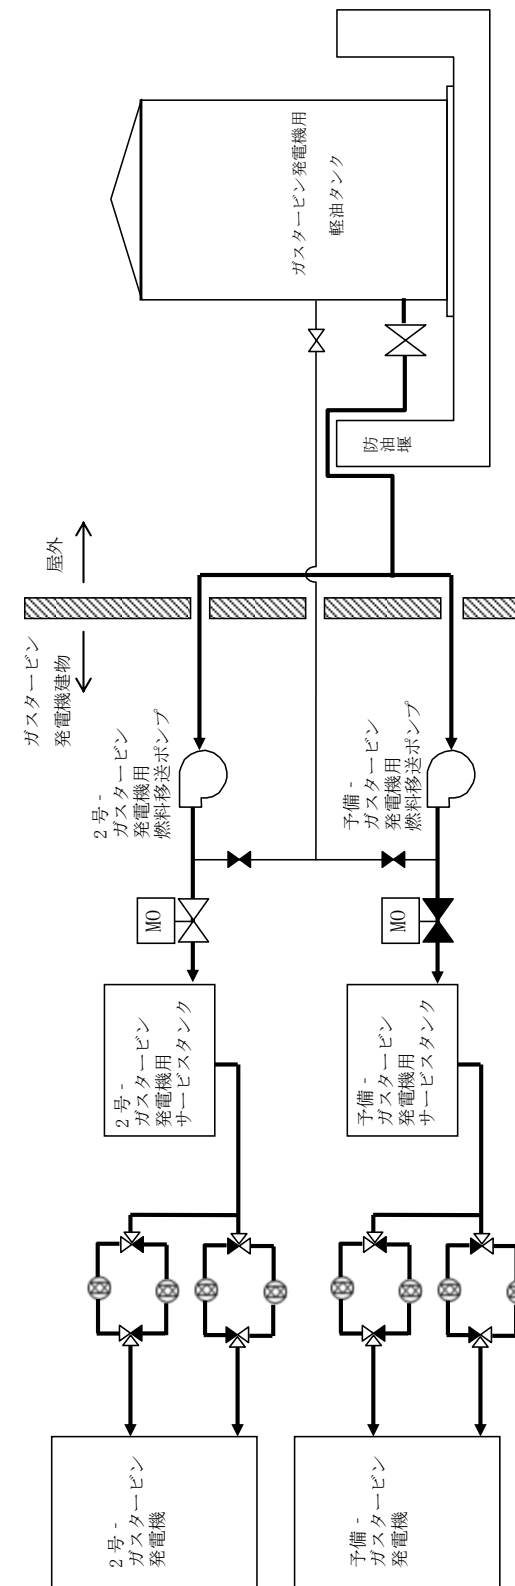 ガスタービン発電機用
軽油タンク
防
油
堰
屋外
ガスタービン
発電機建物
2号-
ガスタービン
発電機用
燃料移送ポンプ
予備-
ガスタービン
発電機用
燃料移送ポンプ
MO
MO
2号-
ガスタービン
発電機用
サービスタンク
予備-
ガスタービン
発電機用
サービスタンク
2号-
ガスタービン
発電機
予備-
ガスタービン
発電機